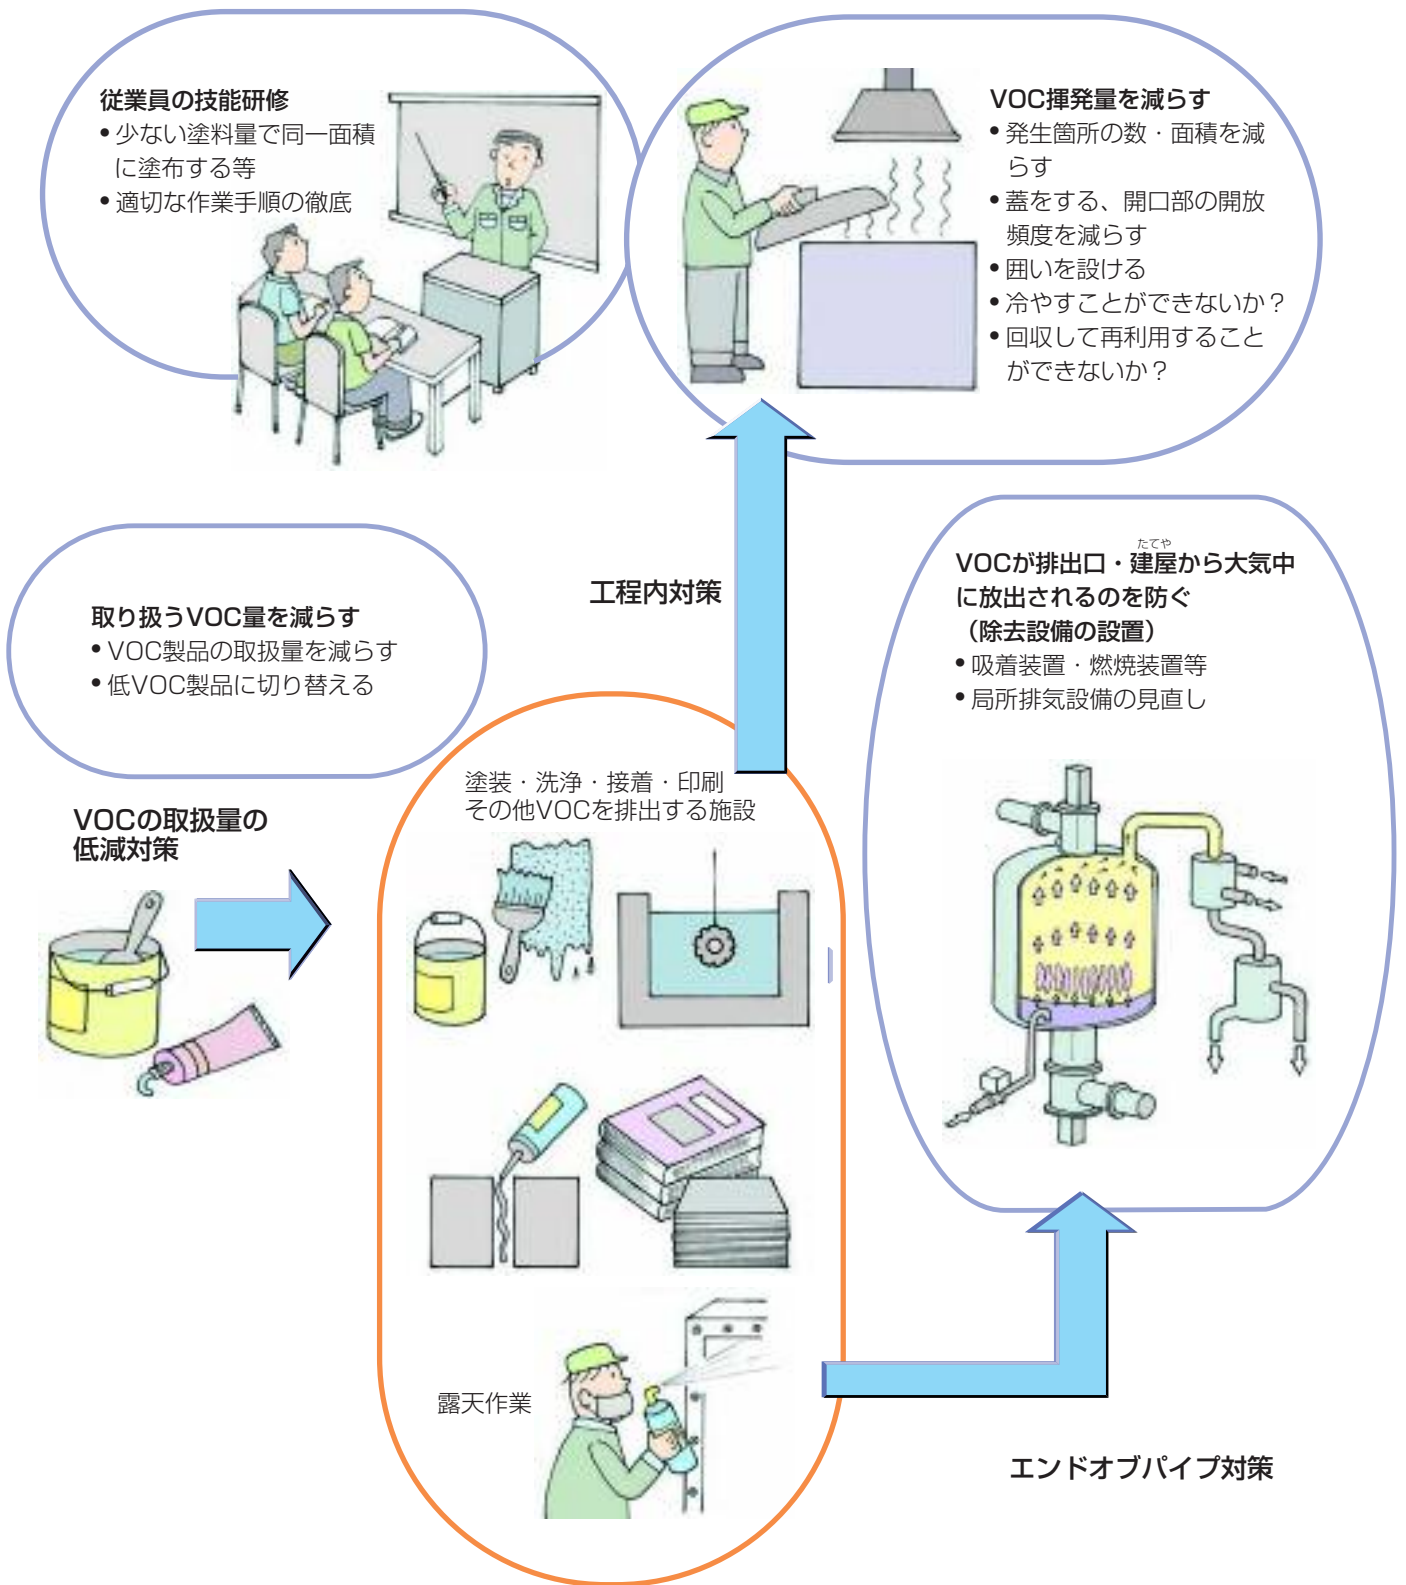 従業員の技能研修
•少ない塗料量で同一面積
に塗布する等
•適切な作業手順の徹底
VOC揮発量を減らす
•発生箇所の数・面積を減
らす
•蓋をする、開口部の開放
頻度を減らす
•囲いを設ける
•冷やすことができないか？
•回収して再利用すること
ができないか？
取り扱うVOC量を減らす
•VOC製品の取扱量を減らす
•低VOC製品に切り替える
工程内対策
たてや
VOCが排出口・建屋から大気中
に放出されるのを防ぐ
（除去設備の設置）
•吸着装置・燃焼装置等
•局所排気設備の見直し
VOCの取扱量の
低減対策
塗装・洗浄・接着・印刷
その他VOCを排出する施設
露天作業
エンドオブパイプ対策